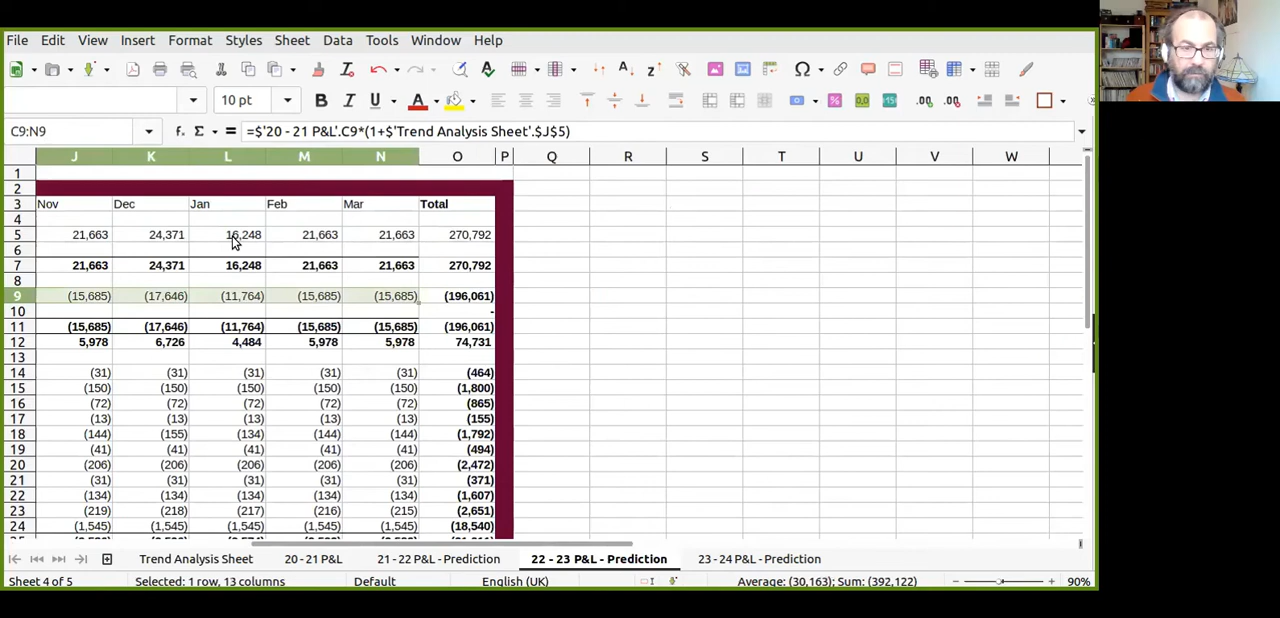 File Edit View Insert Format Styles Sheet Data Tools Window Help
10 pt
C9:N9 fx Σ = =$'20 - 21 P&L'.C9*(1+$'Trend Analysis Sheet'.$J$5)
J K L M N O P Q R S T U V W
1
2
3 Nov Dec Jan Feb Mar Total
4
5 21,663 24,371 16,248 21,663 21,663 270,792
6
7 21,663 24,371 16,248 21,663 21,663 270,792
8
9 (15,685) (17,646) (11,764) (15,685) (15,685) (196,061)
10 -
11 (15,685) (17,646) (11,764) (15,685) (15,685) (196,061)
12 5,978 6,726 4,484 5,978 5,978 74,731
13
14 (31) (31) (31) (31) (31) (464)
15 (150) (150) (150) (150) (150) (1,800)
16 (72) (72) (72) (72) (72) (865)
17 (13) (13) (13) (13) (13) (155)
18 (144) (155) (134) (144) (144) (1,792)
19 (41) (41) (41) (41) (41) (494)
20 (206) (206) (206) (206) (206) (2,472)
21 (31) (31) (31) (31) (31) (371)
22 (134) (134) (134) (134) (134) (1,607)
23 (219) (218) (217) (216) (215) (2,651)
24 (1,545) (1,545) (1,545) (1,545) (1,545) (18,540)
Trend Analysis Sheet 20 - 21 P&L 21 - 22 P&L - Prediction 22 - 23 P&L - Prediction 23 - 24 P&L - Prediction
Sheet 4 of 5 Selected: 1 row, 13 columns Default English (UK) Average: (30,163); Sum: (392,122) 90%